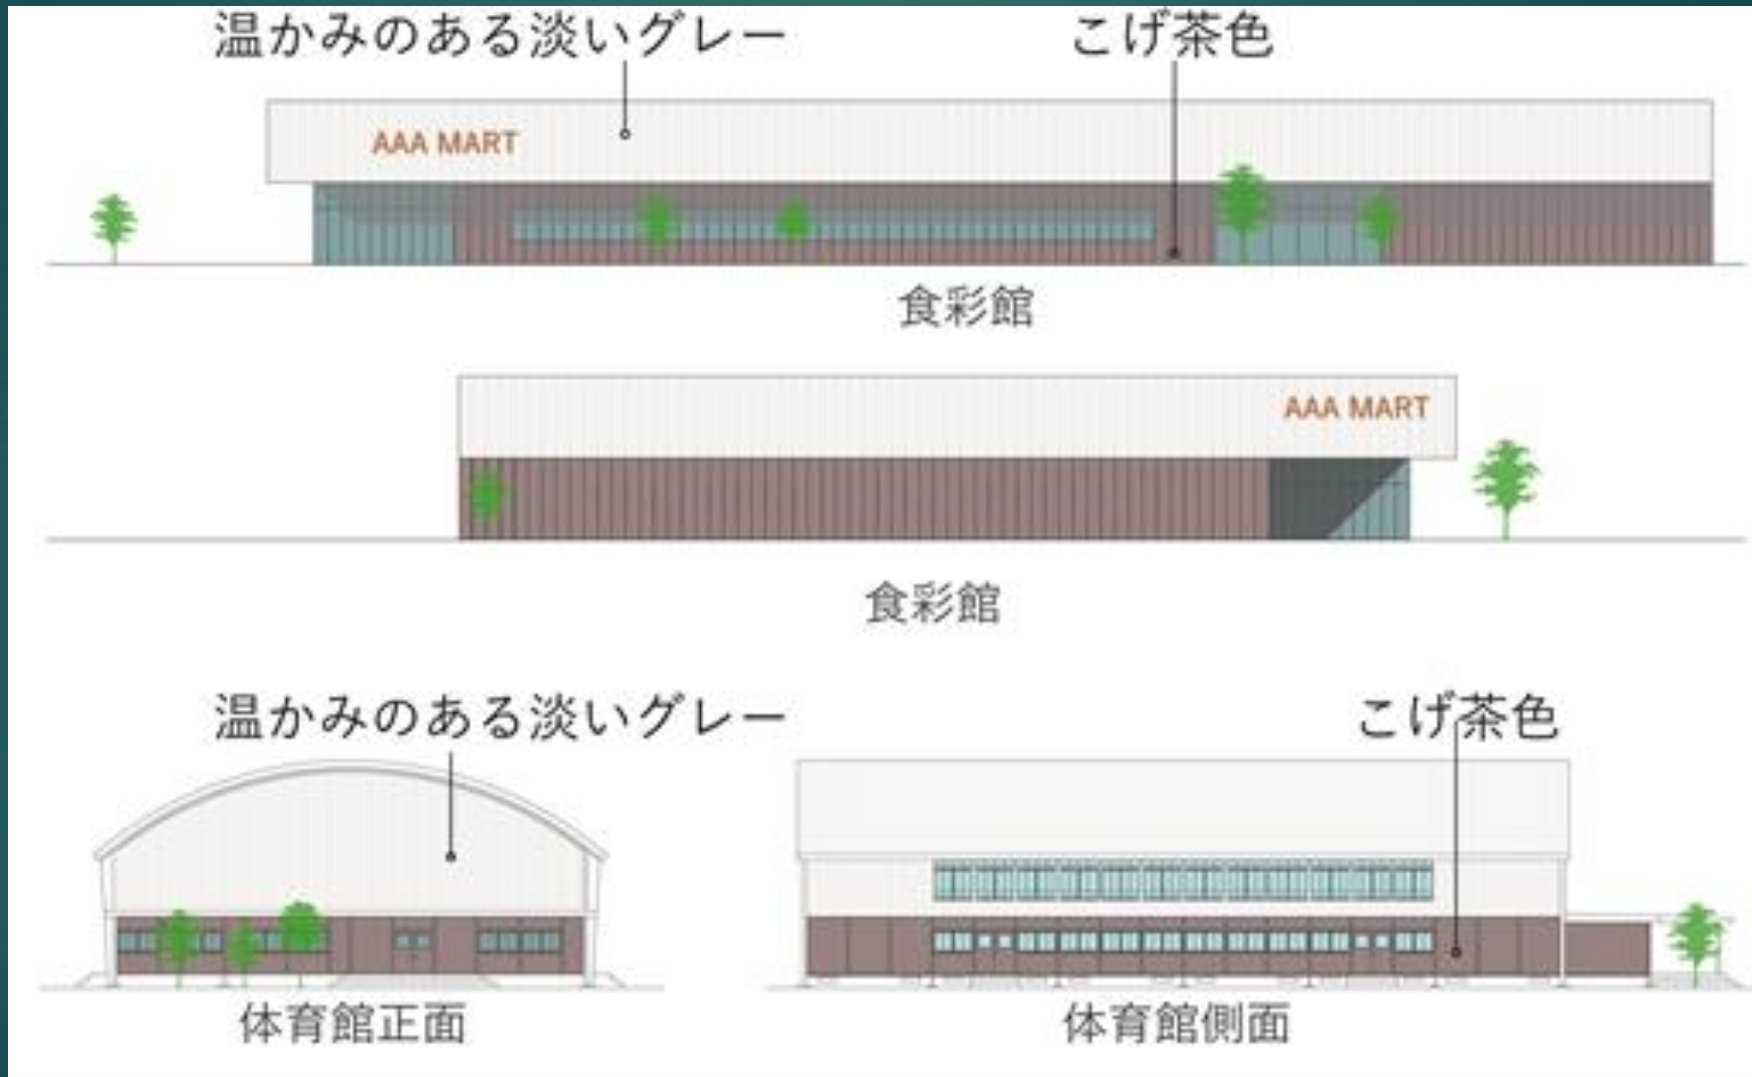 温かみのある淡いグレー
こげ茶色
AAA MART
食彩館
AAA MART
食彩館
温かみのある淡いグレー
こげ茶色
体育館正面
体育館側面